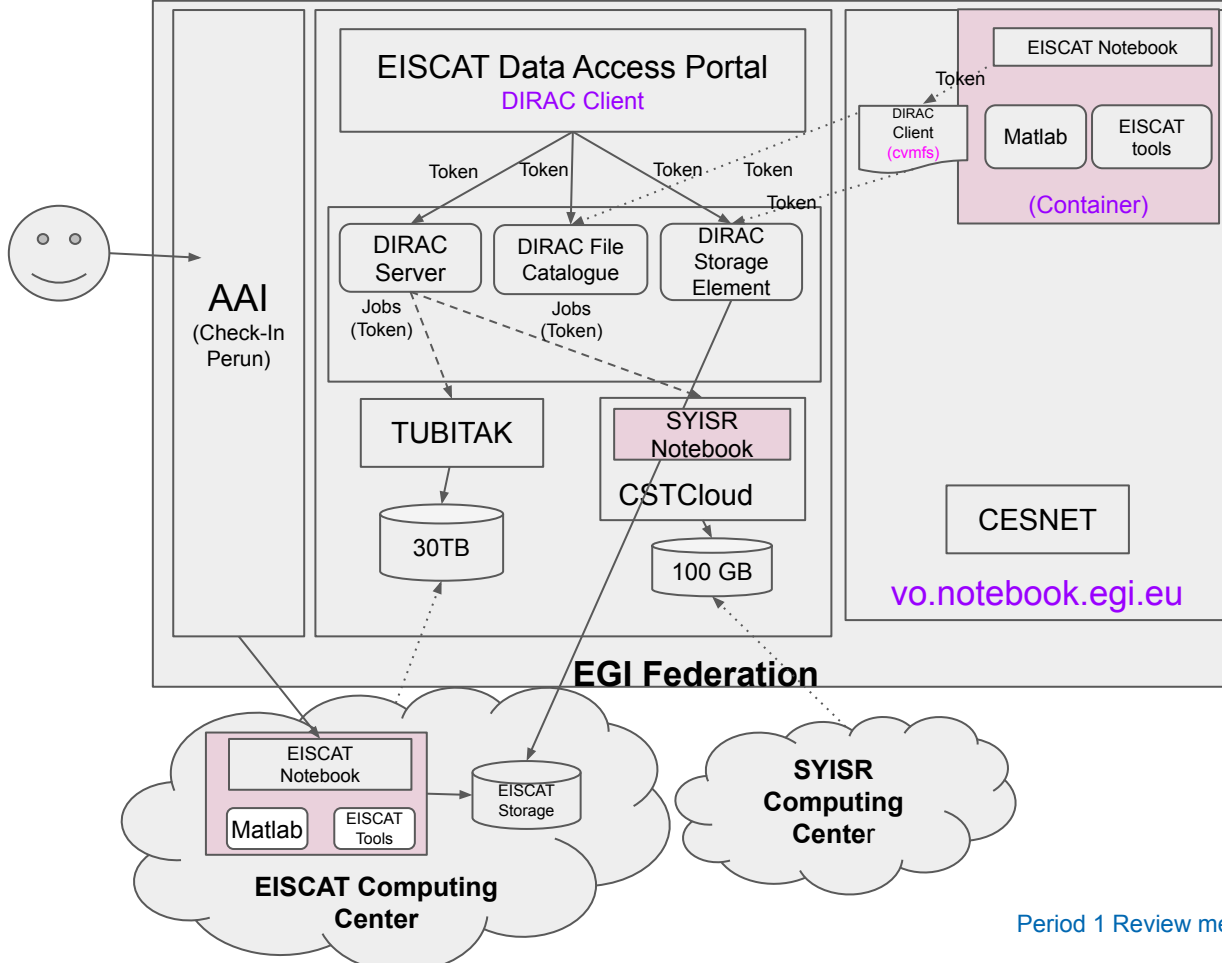 EISCAT Data Access Portal
DIRAC Client
EISCAT Notebook
Token
DIRAC
Client
(cvmfs)
Matlab
EISCAT
tools
(Container)
Token
Token
Token
Token
Token
DIRAC
Server
DIRAC File
Catalogue
DIRAC
Storage
Element
AAI
(Check-In
Perun)
Jobs
(Token)
Jobs
(Token)
TUBITAK
SYISR
Notebook
CSTCloud
30TB
100 GB
CESNET
vo.notebook.egi.eu
EGI Federation
EISCAT
Notebook
Matlab
EISCAT
Tools
EISCAT
Storage
EISCAT Computing
Center
SYISR
Computing
Center
Period 1 Review me